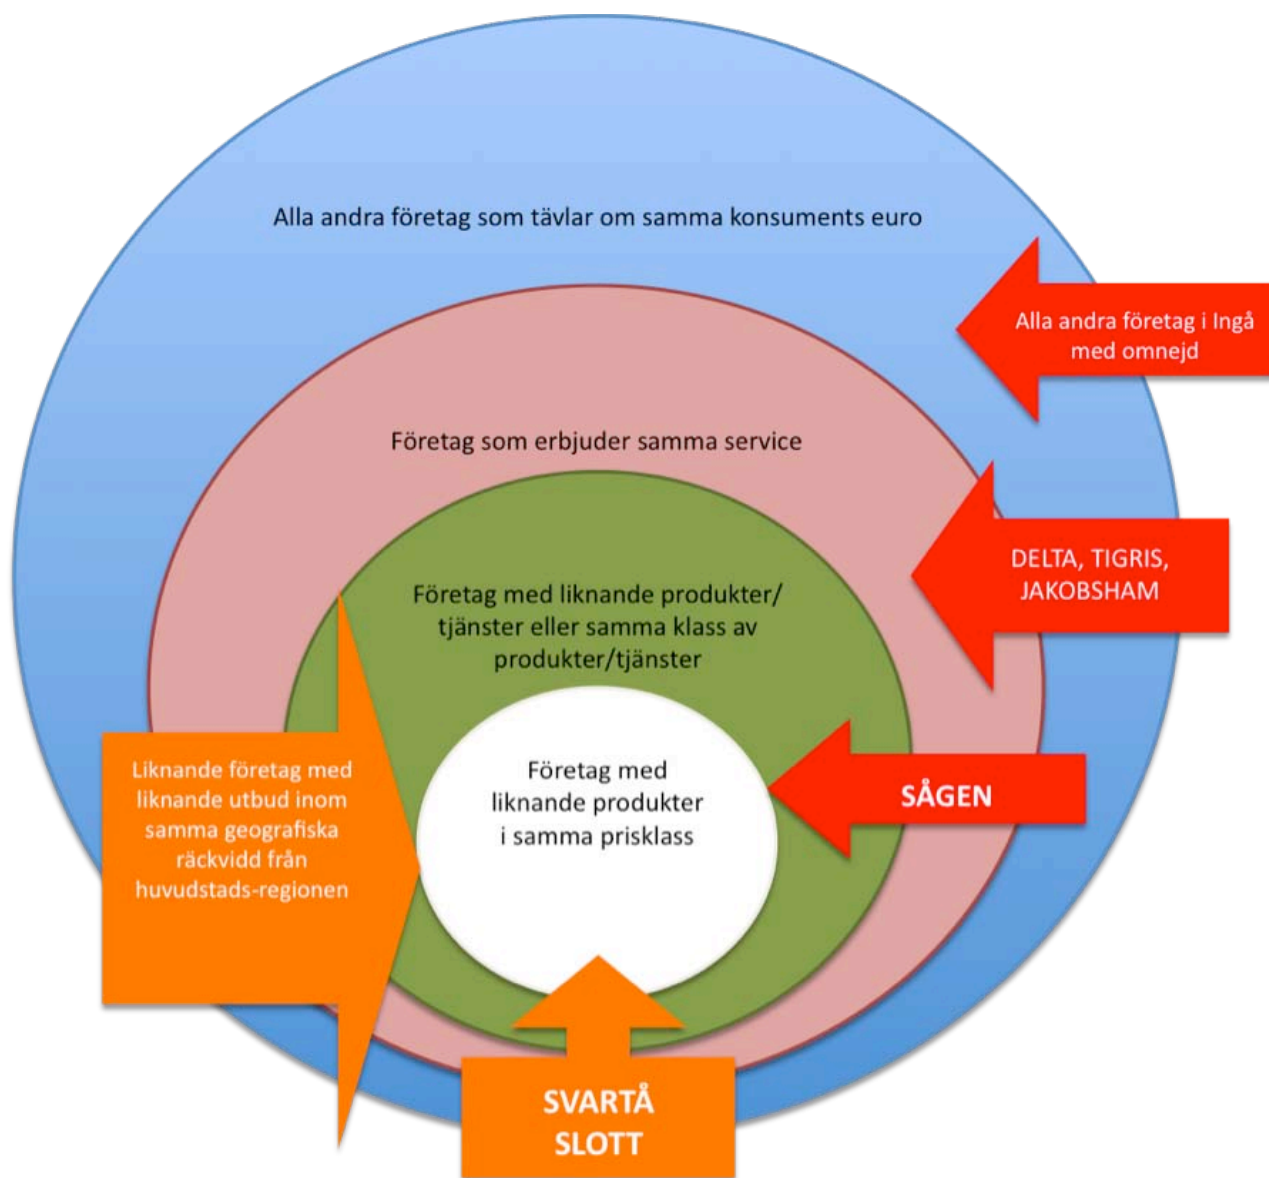 Alla andra företag som tävlar om samma konsuments euro
Alla andra företag i Ingå
med omnejd
Företag som erbjuder samma service
DELTA, TIGRIS,
JAKOBSHAM
Företag med liknande produkter/
tjänster eller samma klass av
produkter/tjänster
Liknande företag med
liknande utbud inom
samma geografiska
räckvidd från
huvudstads-regionen
Företag med
liknande produkter
i samma prisklass
SÅGEN
SVARTÅ
SLOTT